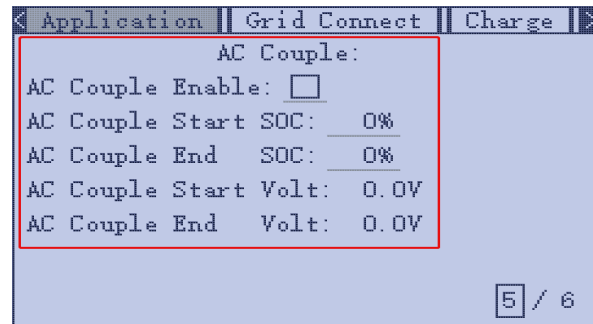 Application Grid Connect Charge
AC Couple:
AC Couple Enable:
AC Couple Start SOC: 0%
AC Couple End SOC: 0%
AC Couple Start Volt: 0.0V
AC Couple End Volt: 0.0V
5 / 6